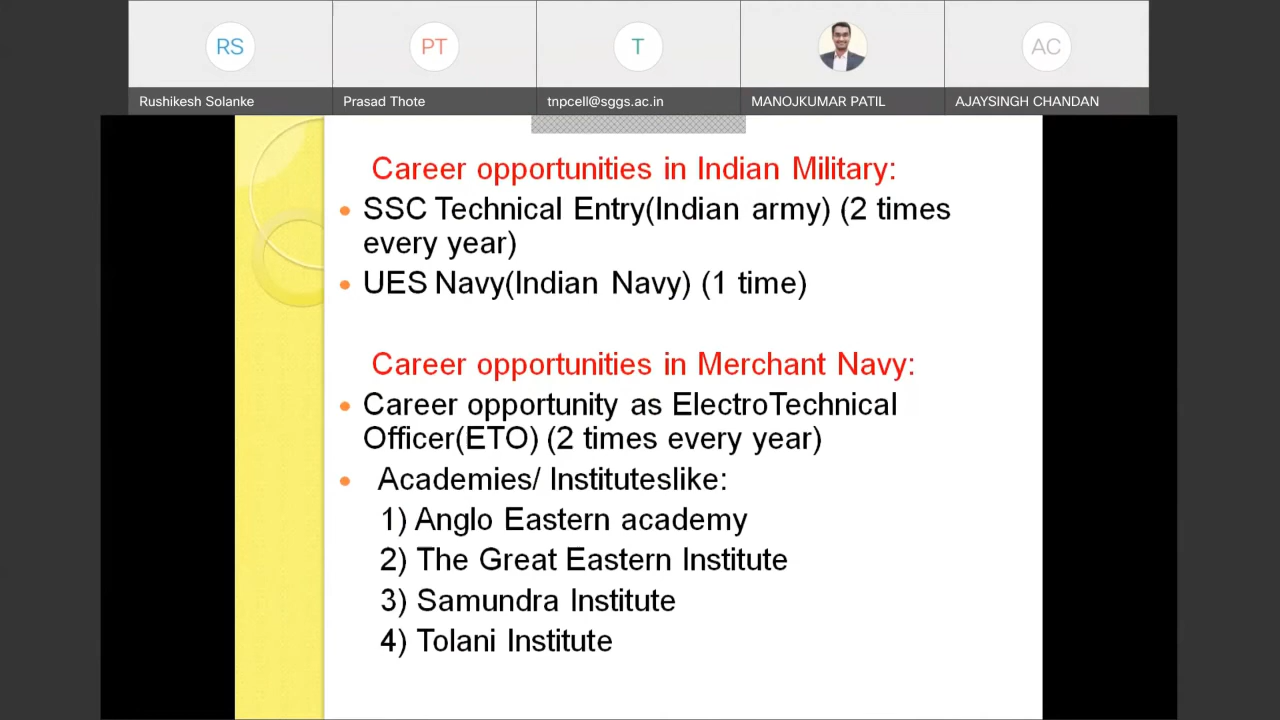 RS
PT
T
AC
Rushikesh Solanke
Prasad Thote
tnpcell@sggs.ac.in
MANOJKUMAR PATIL
AJAYSINGH CHANDAN
Career opportunities in Indian Military:
• SSC Technical Entry(Indian army) (2 times
every year)
• UES Navy(Indian Navy) (1 time)
Career opportunities in Merchant Navy:
• Career opportunity as ElectroTechnical
Officer(ETO) (2 times every year)
• Academies/ Instituteslike:
1) Anglo Eastern academy
2) The Great Eastern Institute
3) Samundra Institute
4) Tolani Institute